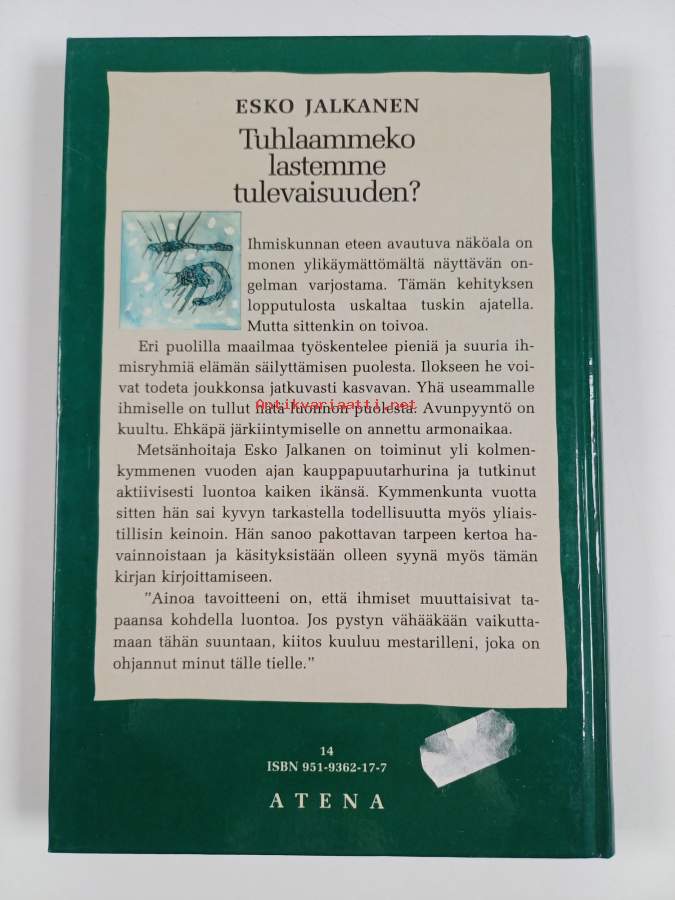 ESKO JALKANEN
Tuhlaammeko
lastemme
tulevaisuuden?
Ihmiskunnan eteen avautuva näköala on
monen ylikäymättömältä näyttävän on-
gelman varjostama. Tämän kehityksen
lopputulosta uskaltaa tuskin ajatella.
Mutta sittenkin on toivoa.
Eri puolilla maailmaa työskentelee pieniä ja suuria ih-
misryhmiä elämän säilyttämisen puolesta. Ilokseen he voi-
vat todeta joukkonsa jatkuvasti kasvavan. Yhä useammalle
Antikvariaatti.net
ihmiselle on tullut hätä luonnon puolesta. Avunpyyntö on
kuultu. Ehkäpä järkiintymiselle on annettu armonaikaa.
Metsänhoitaja Esko Jalkanen on toiminut yli kolmen-
kymmenen vuoden ajan kauppapuutarhurina ja tutkinut
aktiivisesti luontoa kaiken ikänsä. Kymmenkunta vuotta
sitten hän sai kyvyn tarkastella todellisuutta myös yliais-
tillisin keinoin. Hän sanoo pakottavan tarpeen kertoa ha-
vainnoistaan ja käsityksistään olleen syynä myös tämän
kirjan kirjoittamiseen.
"Ainoa tavoitteeni on, että ihmiset muuttaisivat ta-
paansa kohdella luontoa. Jos pystyn vähääkään vaikutta-
maan tähän suuntaan, kiitos kuuluu mestarilleni, joka on
ohjannut minut tälle tielle."
14
ISBN 951-9362-17-7
ATENA